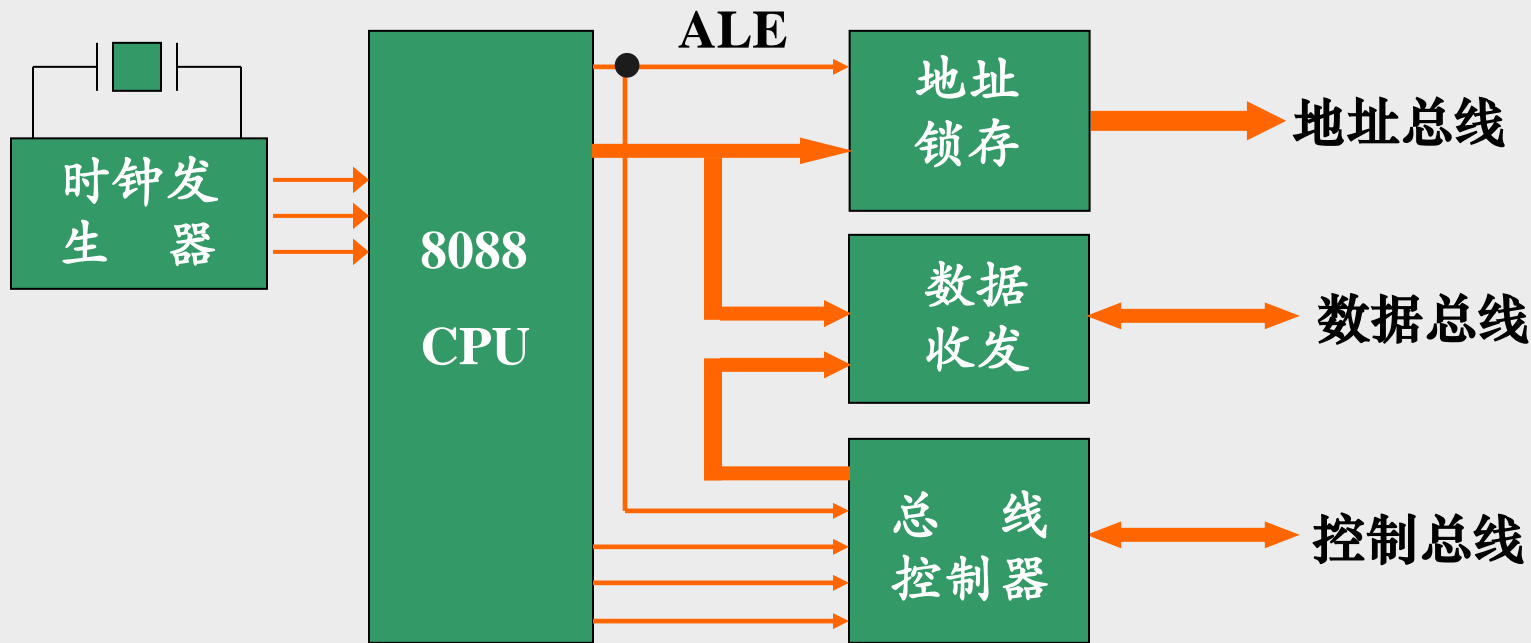 ALE
时钟发
生 器
8088
CPU
地址
锁存
地址总线
数据
收发
数据总线
总 线
控制器
控制总线